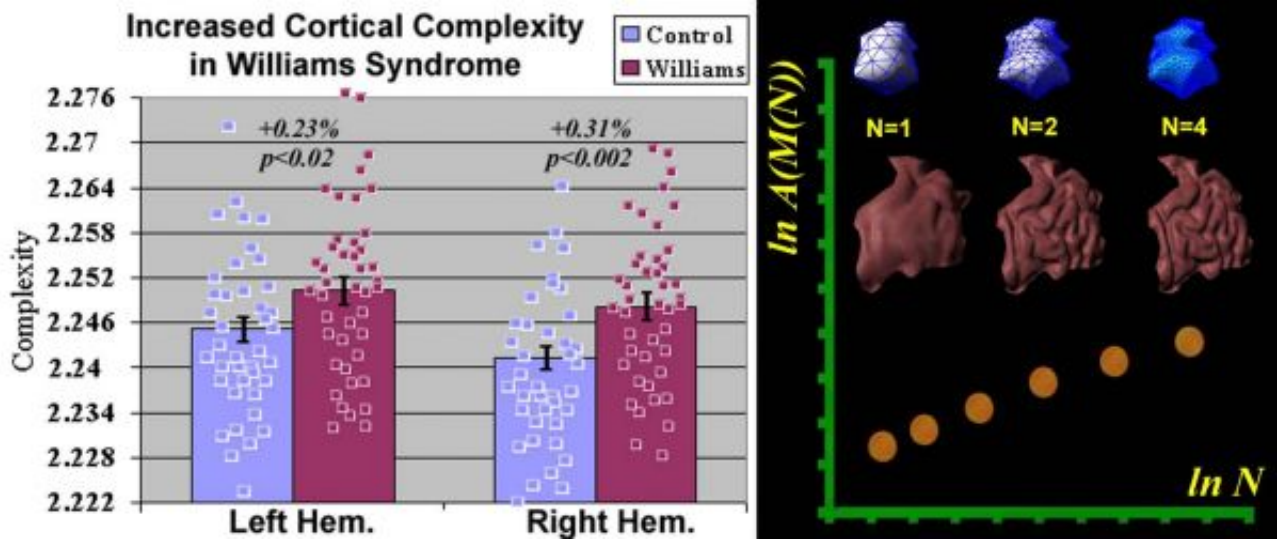 Increased Cortical Complexity
in Williams Syndrome
Control
Williams
Complexity
2.276
2.27
2.264
2.258
2.252
2.246
2.24
2.234
2.228
2.222
+0.23%
p<0.02
+0.31%
p<0.002
Left Hem.
Right Hem.
ln A(M(N))
N=1
N=2
N=4
ln N